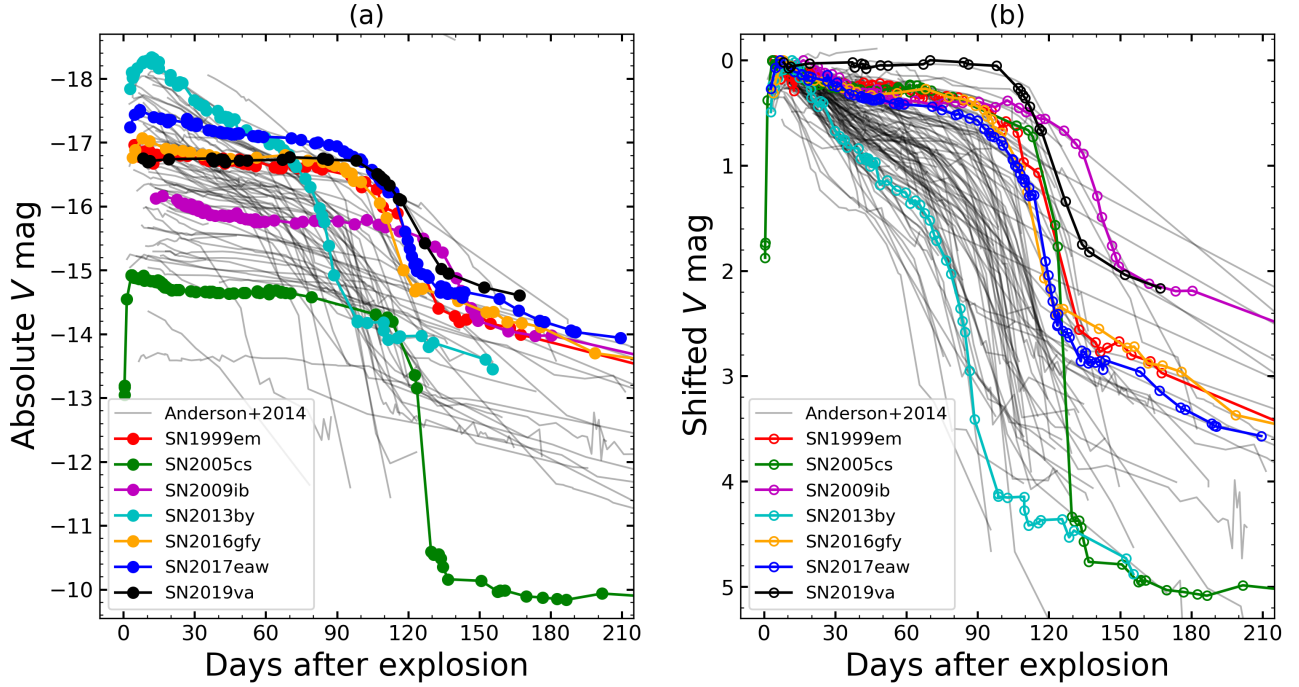 (a)
Absolute V mag
−18
−17
−16
−15
−14
−13
−12
−11
−10
Anderson+2014
SN1999em
SN2005cs
SN2009ib
SN2013by
SN2016gfy
SN2017eaw
SN2019va
0 30 60 90 120 150 180 210
Days after explosion
(b)
Shifted V mag
0
1
2
3
4
5
Anderson+2014
SN1999em
SN2005cs
SN2009ib
SN2013by
SN2016gfy
SN2017eaw
SN2019va
0 30 60 90 120 150 180 210
Days after explosion